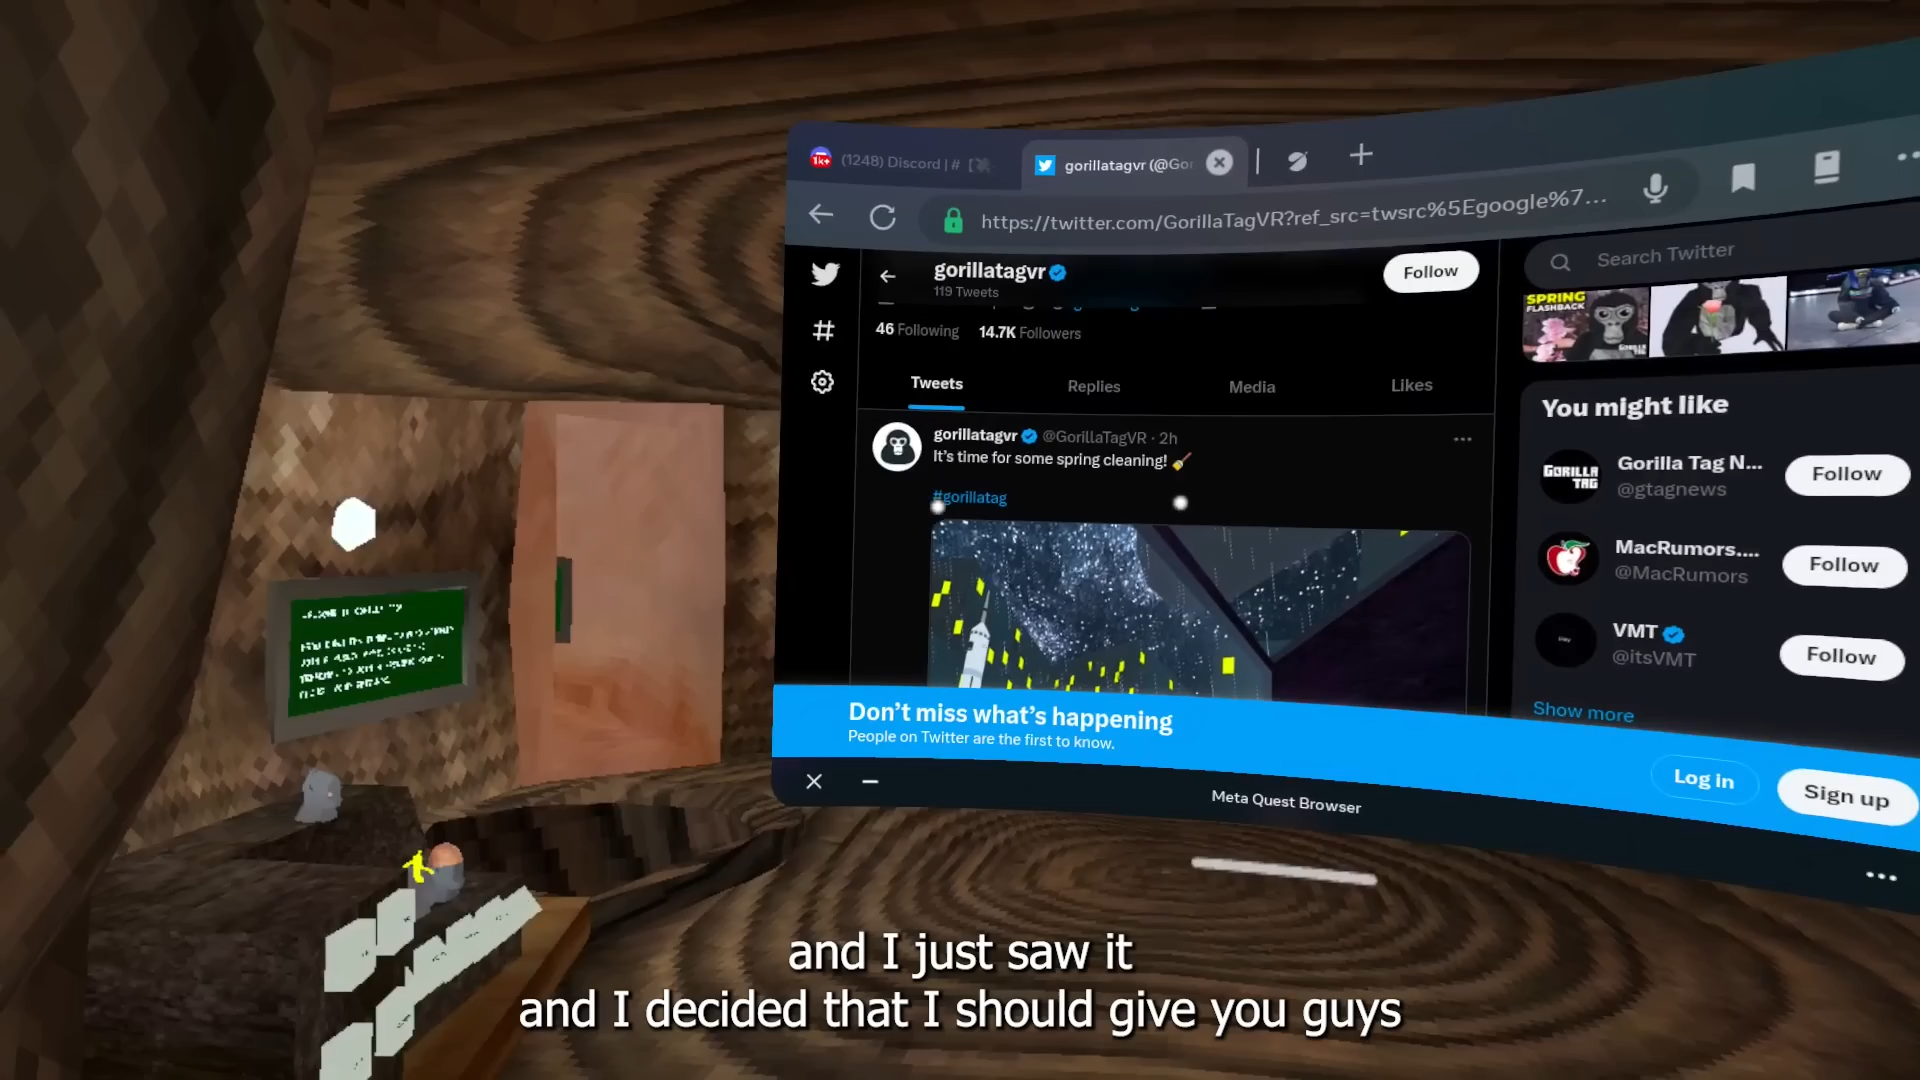 1k+
(1248) Discord | # [
gorillatagvr (@Gor
https://twitter.com/GorillaTagVR?ref_src=twsrc%5Egoogle%7...
gorillatagvr
119 Tweets
Follow
Search Twitter
46 Following 14.7K Followers
SPRING
FLASHBACK
Tweets Replies Media Likes
gorillatagvr @GorillaTagVR · 2h
It's time for some spring cleaning!
#gorillatag
You might like
GORILLA
TAG
Gorilla Tag N...
@gtagnews
Follow
MacRumors....
@MacRumors
Follow
VMT
@itsVMT
Follow
Show more
Don't miss what's happening
People on Twitter are the first to know.
Log in
Sign up
Meta Quest Browser
and I just saw it
and I decided that I should give you guys